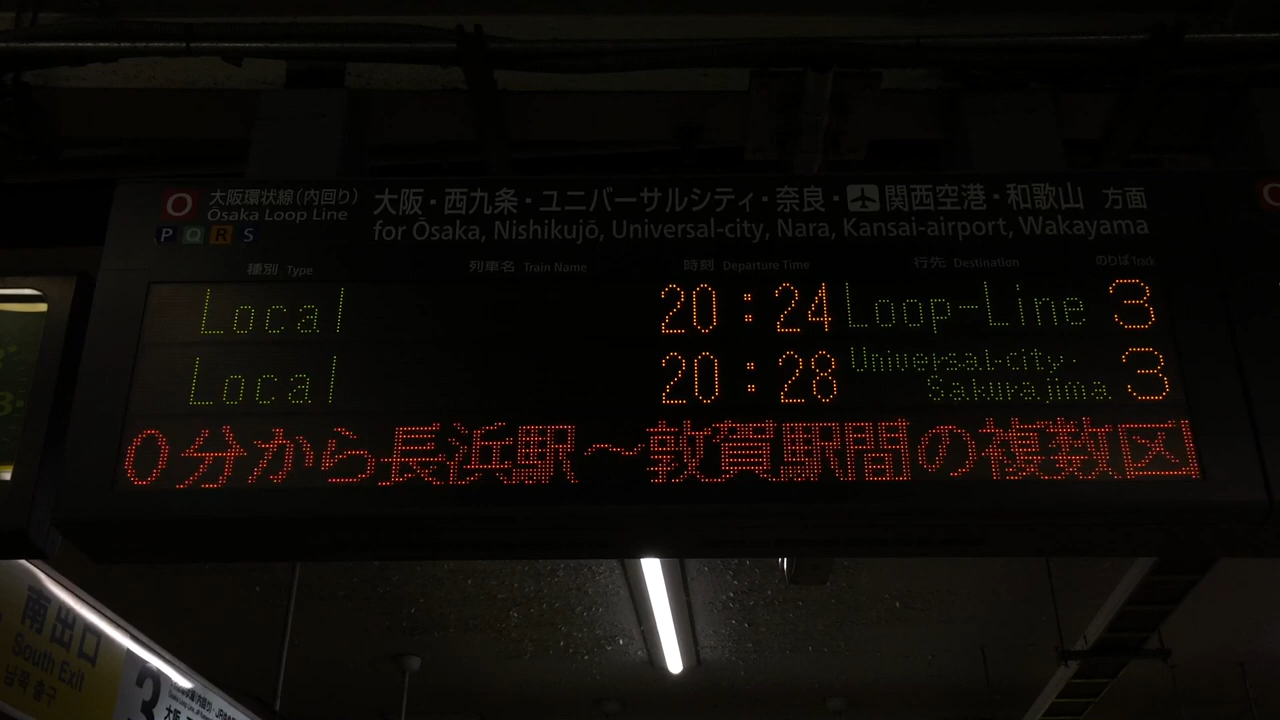 O 大阪環状線(内回り)
Ōsaka Loop Line
P Q R S
大阪・西九条・ユニバーサルシティ・奈良・関西空港・和歌山 方面
for Ōsaka, Nishikujō, Universal-city, Nara, Kansai-airport, Wakayama
種別 Type 列車名 Train Name 時刻 Departure Time 行先 Destination のりば Track
Local 20:24 Loop-Line 3
Local 20:28 Universal-city・Sakurajima 3
0分から長浜駅〜敦賀駅間の複数区
南出口
South Exit
남쪽 출구
3